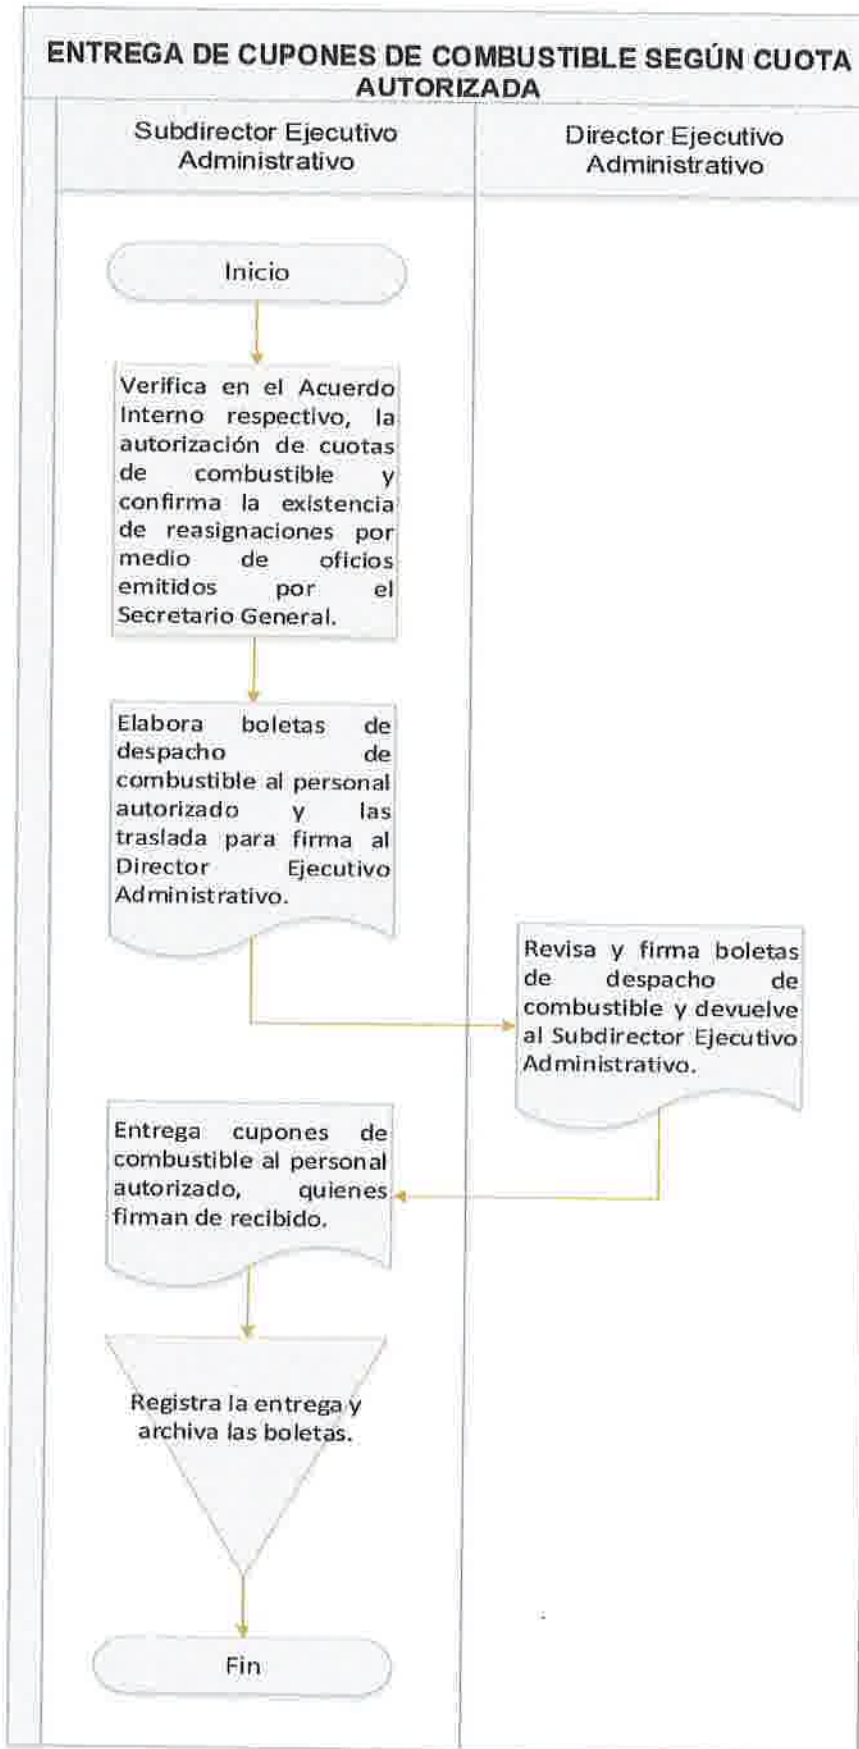 ENTREGA DE CUPONES DE COMBUSTIBLE SEGÚN CUOTA
AUTORIZADA
Subdirector Ejecutivo
Administrativo
Director Ejecutivo
Administrativo
Inicio
Verifica en el Acuerdo
Interno respectivo, la
autorización de cuotas
de combustible y
confirma la existencia
de reasignaciones por
medio de oficios
emitidos por el
Secretario General.
Elabora boletas de
despacho de
combustible al personal
autorizado y las
traslada para firma al
Director Ejecutivo
Administrativo.
Revisa y firma boletas
de despacho de
combustible y devuelve
al Subdirector Ejecutivo
Administrativo.
Entrega cupones de
combustible al personal
autorizado, quienes
firman de recibido.
Registra la entrega y
archiva las boletas.
Fin